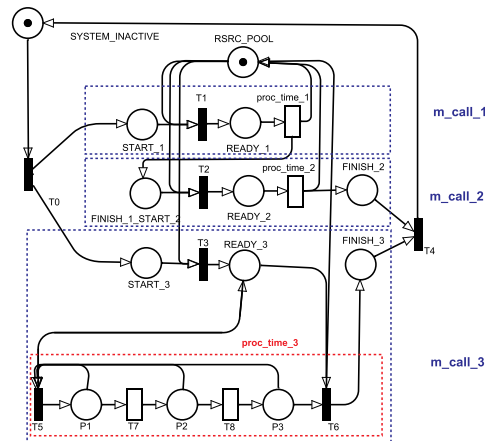 SYSTEM_INACTIVE
RSRC_POOL
T1
proc_time_1
m_call_1
START_1
READY_1
T2
proc_time_2
FINISH_2
m_call_2
T0
FINISH_1_START_2
READY_2
T3
READY_3
FINISH_3
T4
START_3
proc_time_3
m_call_3
T5
P1
T7
P2
T8
P3
T6